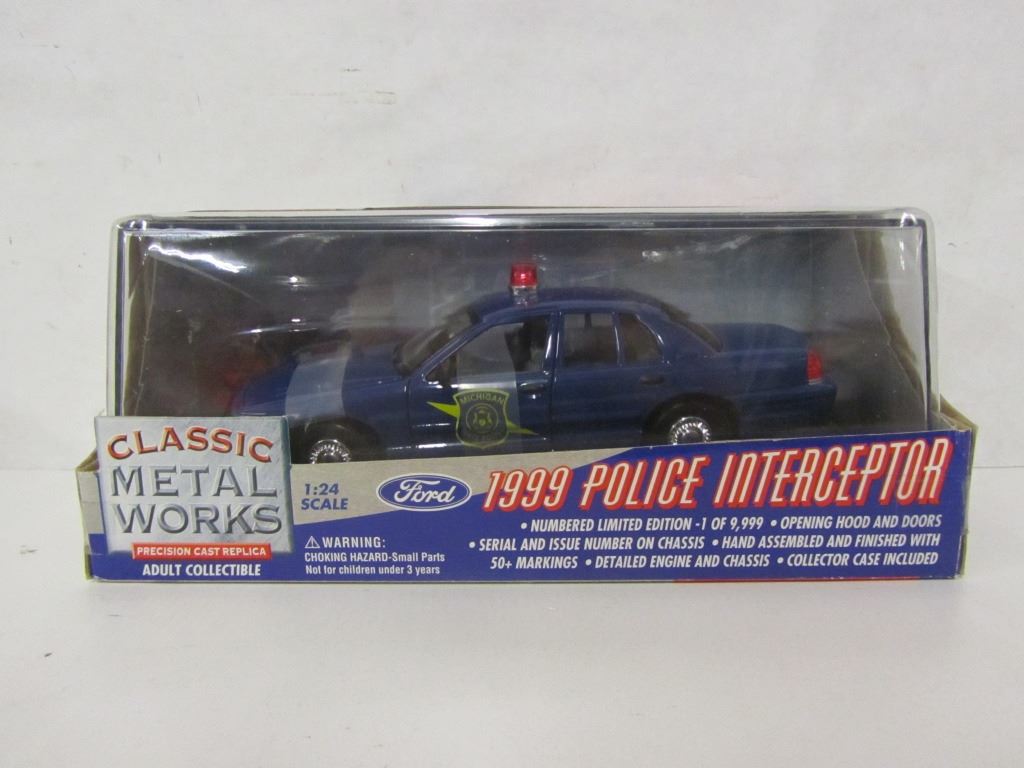 MICHIGAN
CLASSIC
METAL
WORKS
PRECISION CAST REPLICA
ADULT COLLECTIBLE
1:24
SCALE
Ford
1999 POLICE INTERCEPTOR
⚠ WARNING:
CHOKING HAZARD-Small Parts
Not for children under 3 years
• NUMBERED LIMITED EDITION -1 OF 9,999 • OPENING HOOD AND DOORS
• SERIAL AND ISSUE NUMBER ON CHASSIS • HAND ASSEMBLED AND FINISHED WITH
50+ MARKINGS • DETAILED ENGINE AND CHASSIS • COLLECTOR CASE INCLUDED